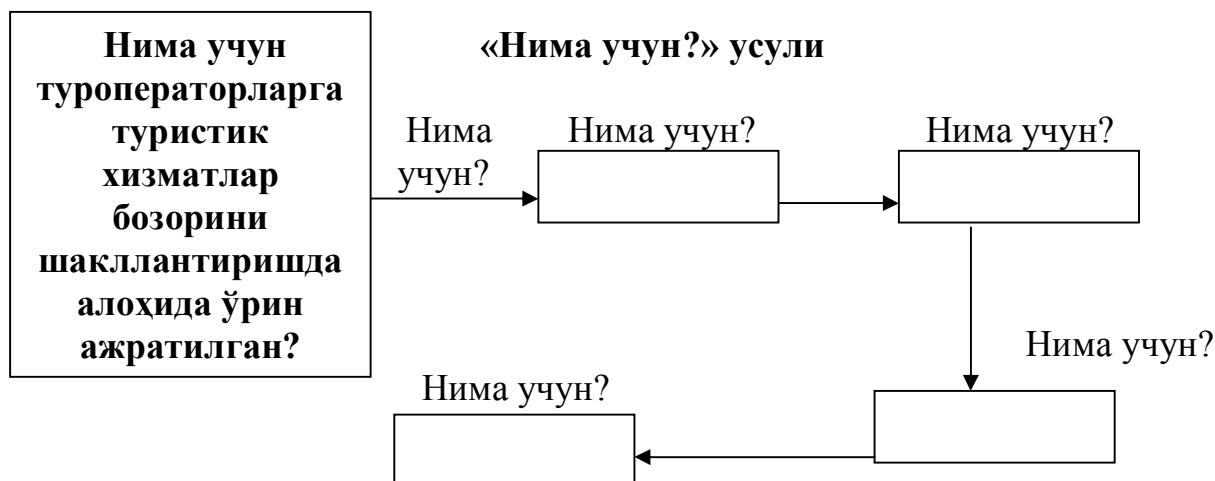 Нима учун
туроператорларга
туристик
хизматлар
бозорини
шакллантиришда
алоҳида ўрин
ажратилган?
«Нима учун?» усули
Нима
учун?
Нима учун?
Нима учун?
Нима учун?
Нима учун?